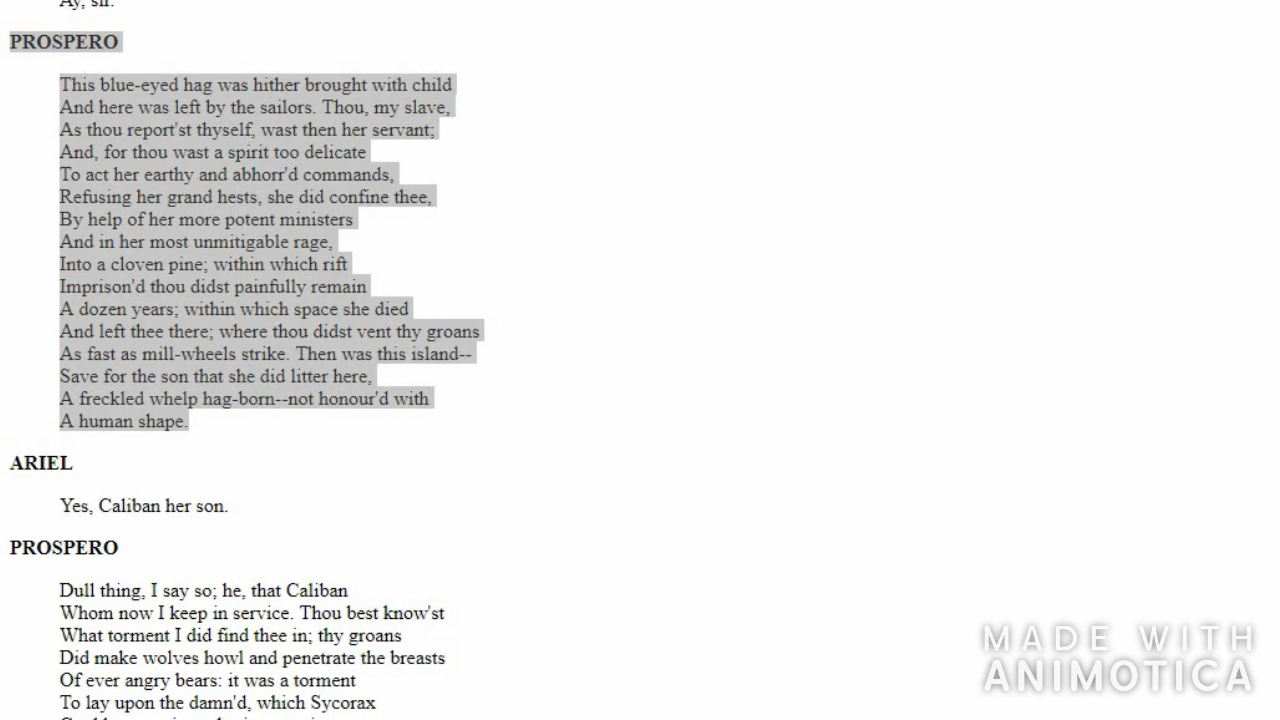 Ay, sir.
PROSPERO
This blue-eyed hag was hither brought with child
And here was left by the sailors. Thou, my slave,
As thou report'st thyself, wast then her servant;
And, for thou wast a spirit too delicate
To act her earthy and abhorr'd commands,
Refusing her grand hests, she did confine thee,
By help of her more potent ministers
And in her most unmitigable rage,
Into a cloven pine; within which rift
Imprison'd thou didst painfully remain
A dozen years; within which space she died
And left thee there; where thou didst vent thy groans
As fast as mill-wheels strike. Then was this island--
Save for the son that she did litter here,
A freckled whelp hag-born--not honour'd with
A human shape.
ARIEL
Yes, Caliban her son.
PROSPERO
Dull thing, I say so; he, that Caliban
Whom now I keep in service. Thou best know'st
What torment I did find thee in; thy groans
Did make wolves howl and penetrate the breasts
Of ever angry bears: it was a torment
To lay upon the damn'd, which Sycorax
MADE WITH
ANIMOTICA